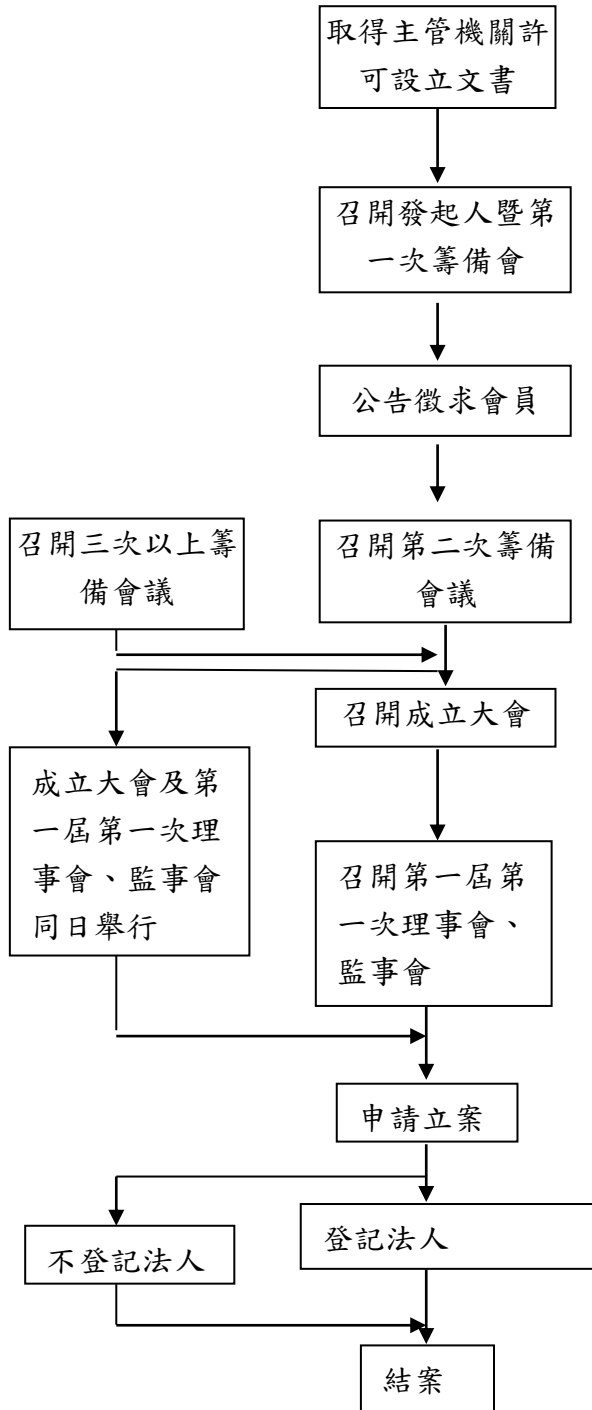 取得主管機關許
可設立文書
召開發起人暨第
一次籌備會
公告徵求會員
召開三次以上籌
備會議
召開第二次籌備
會議
召開成立大會
成立大會及第
一屆第一次理
事會、監事會
同日舉行
召開第一屆第
一次理事會、
監事會
申請立案
不登記法人
登記法人
結案